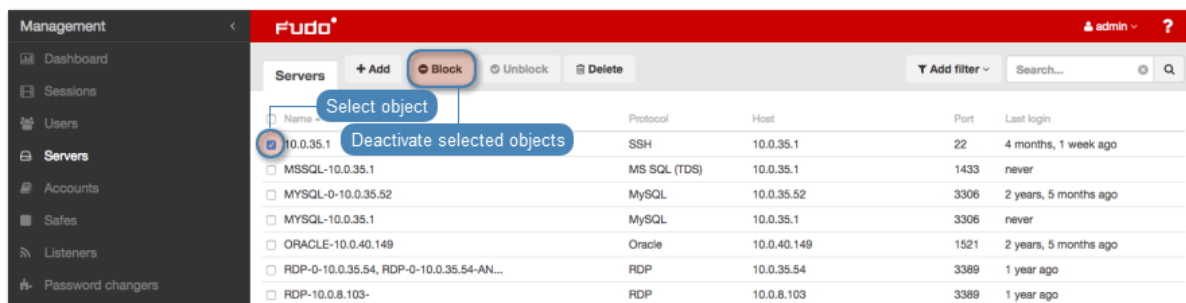 Management
FUDO
admin
?
Dashboard
Sessions
Users
Servers
Accounts
Safes
Listeners
Password changers
Servers
+ Add
Block
Unblock
Delete
Add filter
Search...
Select object
Deactivate selected objects
Name Protocol Host Port Last login
10.0.35.1 SSH 10.0.35.1 22 4 months, 1 week ago
MSSQL-10.0.35.1 MS SQL (TDS) 10.0.35.1 1433 never
MYSQL-0-10.0.35.52 MySQL 10.0.35.52 3306 2 years, 5 months ago
MYSQL-10.0.35.1 MySQL 10.0.35.1 3306 never
ORACLE-10.0.40.149 Oracle 10.0.40.149 1521 2 years, 5 months ago
RDP-0-10.0.35.54, RDP-0-10.0.35.54-AN... RDP 10.0.35.54 3389 1 year ago
RDP-10.0.8.103- RDP 10.0.8.103 3389 1 year ago